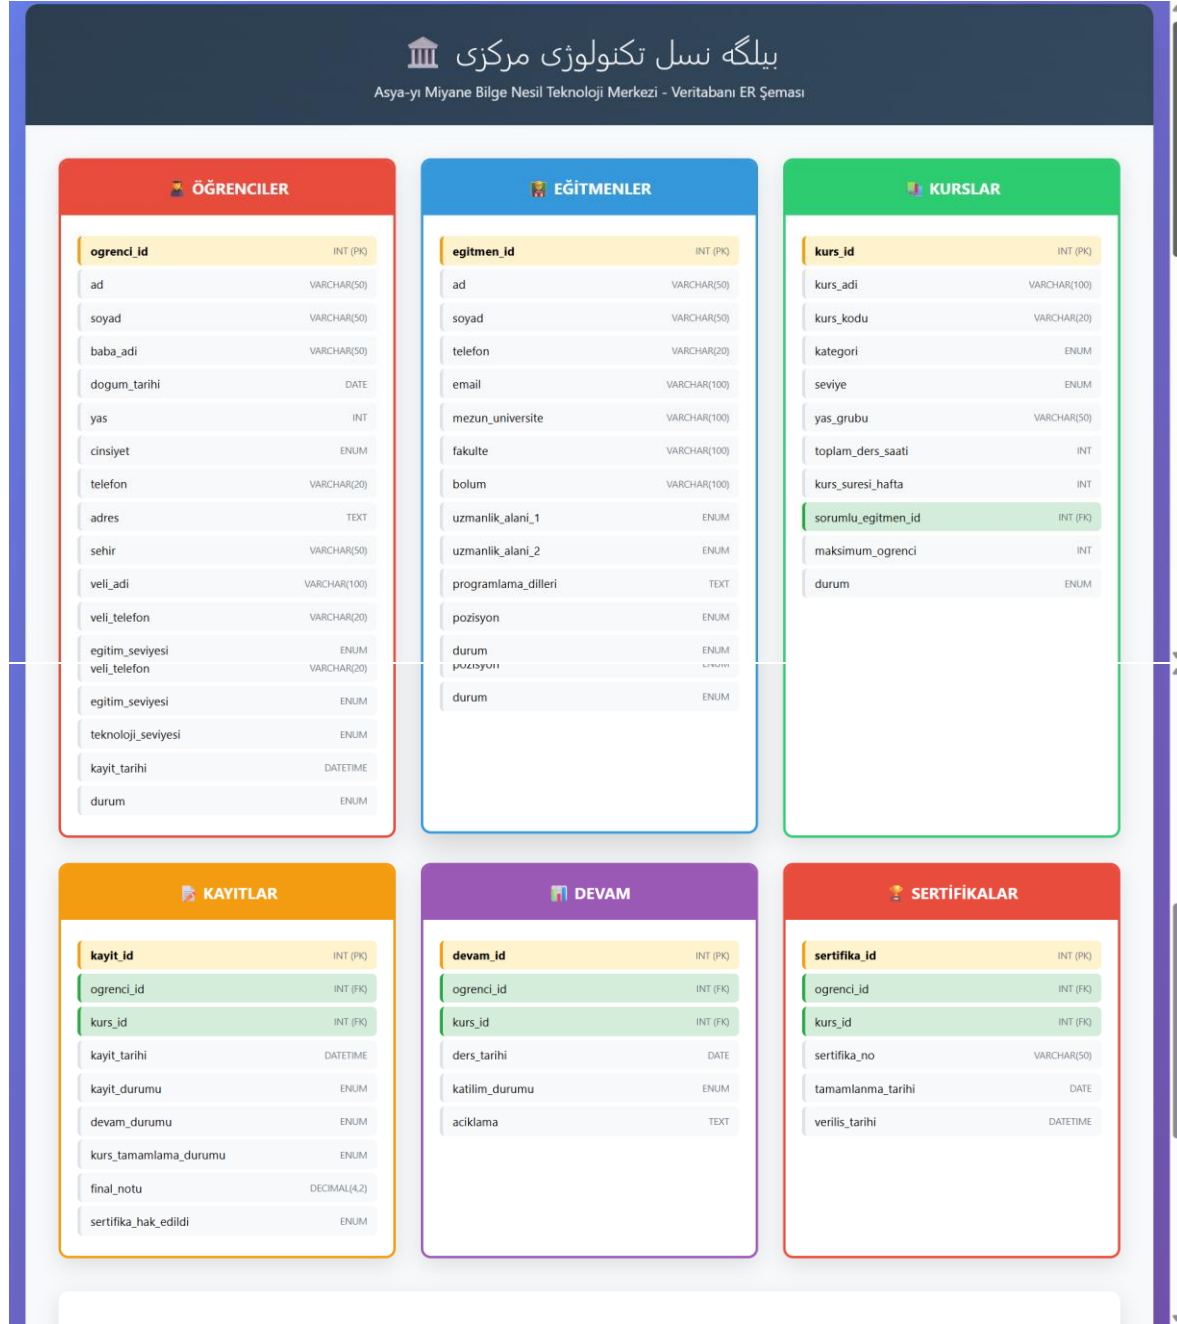 بیلگه نسل تکنولوژی مرکزی
Asya-yı Miyane Bilge Nesil Teknoloji Merkezi - Veritabanı ER Şeması
ÖĞRENCILER
ogrenci_id INT (PK)
ad VARCHAR(50)
soyad VARCHAR(50)
baba_adi VARCHAR(50)
dogum_tarihi DATE
yas INT
cinsiyet ENUM
telefon VARCHAR(20)
adres TEXT
sehir VARCHAR(50)
veli_adi VARCHAR(100)
veli_telefon VARCHAR(20)
egitim_seviyesi ENUM
veli_telefon VARCHAR(20)
egitim_seviyesi ENUM
teknoloji_seviyesi ENUM
kayit_tarihi DATETIME
durum ENUM
EĞİTMENLER
egitmen_id INT (PK)
ad VARCHAR(50)
soyad VARCHAR(50)
telefon VARCHAR(20)
email VARCHAR(100)
mezun_universite VARCHAR(100)
fakulte VARCHAR(100)
bolum VARCHAR(100)
uzmanlik_alani_1 ENUM
uzmanlik_alani_2 ENUM
programlama_dilleri TEXT
pozisyon ENUM
durum ENUM
pozisyon ENUM
durum ENUM
KURSLAR
kurs_id INT (PK)
kurs_adi VARCHAR(100)
kurs_kodu VARCHAR(20)
kategori ENUM
seviye ENUM
yas_grubu VARCHAR(50)
toplam_ders_saati INT
kurs_suresi_hafta INT
sorumlu_egitmen_id INT (FK)
maksimum_ogrenci INT
durum ENUM
KAYITLAR
kayit_id INT (PK)
ogrenci_id INT (FK)
kurs_id INT (FK)
kayit_tarihi DATETIME
kayit_durumu ENUM
devam_durumu ENUM
kurs_tamamlama_durumu ENUM
final_notu DECIMAL(4,2)
sertifika_hak_edildi ENUM
DEVAM
devam_id INT (PK)
ogrenci_id INT (FK)
kurs_id INT (FK)
ders_tarihi DATE
katilim_durumu ENUM
aciklama TEXT
SERTİFİKALAR
sertifika_id INT (PK)
ogrenci_id INT (FK)
kurs_id INT (FK)
sertifika_no VARCHAR(50)
tamamlanma_tarihi DATE
verilis_tarihi DATETIME